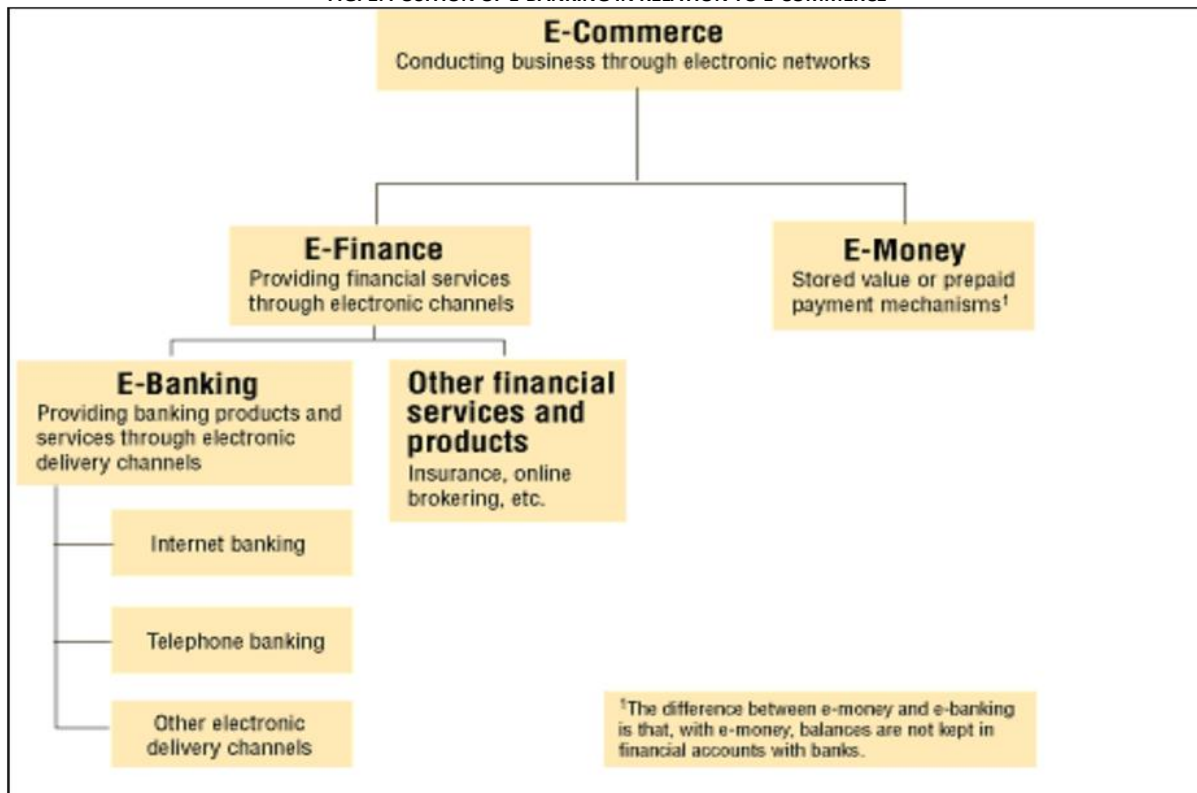 E-Commerce
Conducting business through electronic networks
E-Finance
Providing financial services
through electronic channels
E-Money
Stored value or prepaid
payment mechanisms†
E-Banking
Providing banking products and
services through electronic
delivery channels
Other financial
services and
products
Insurance, online
brokering, etc.
Internet banking
Telephone banking
Other electronic
delivery channels
†The difference between e-money and e-banking
is that, with e-money, balances are not kept in
financial accounts with banks.